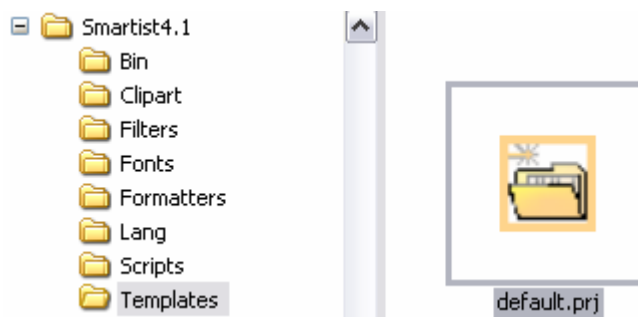 Smartist4.1
Bin
Clipart
Filters
Fonts
Formatters
Lang
Scripts
Templates
default.prj